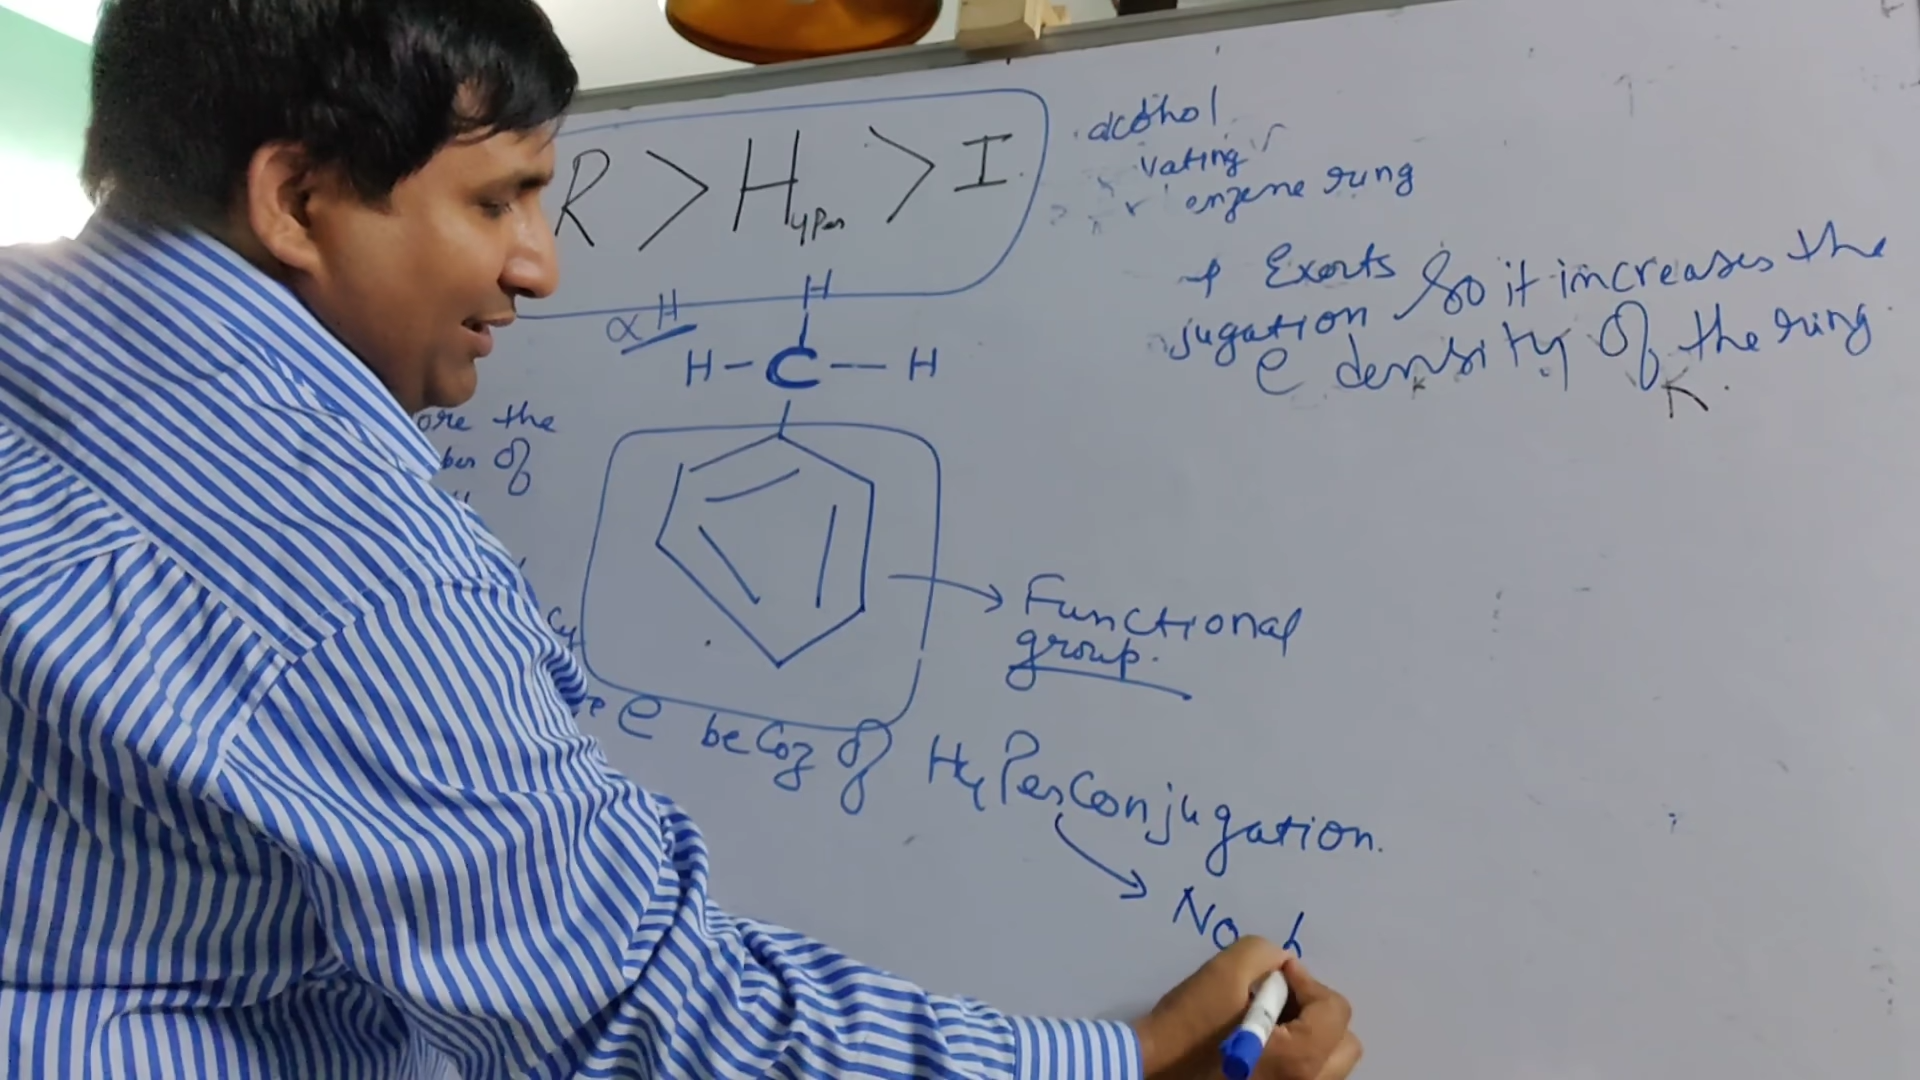 R > Hyper > I
alcohol
vating
enzene ring
+ Exerts
jugation So it increases the
e density of the ring
K
α H
H
H - C - H
ore the
ber of
Cy
Functional
group.
e becoz of HyPerConjugation.
No